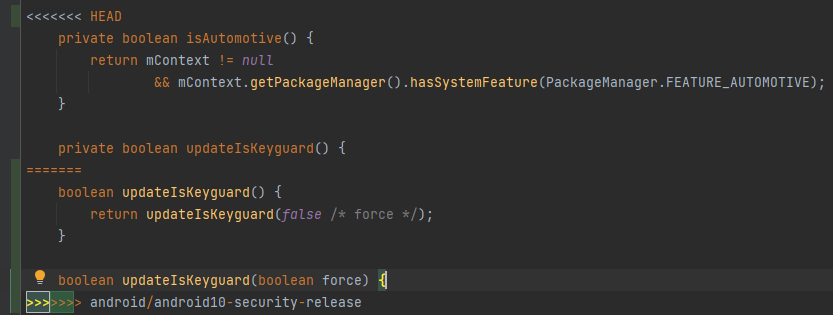 <<<<<<< HEAD
    private boolean isAutomotive() {
        return mContext != null
                && mContext.getPackageManager().hasSystemFeature(PackageManager.FEATURE_AUTOMOTIVE);
    }

    private boolean updateIsKeyguard() {
=======
    boolean updateIsKeyguard() {
        return updateIsKeyguard(false /* force */);
    }

    boolean updateIsKeyguard(boolean force) {
>>>>>>> android/android10-security-release